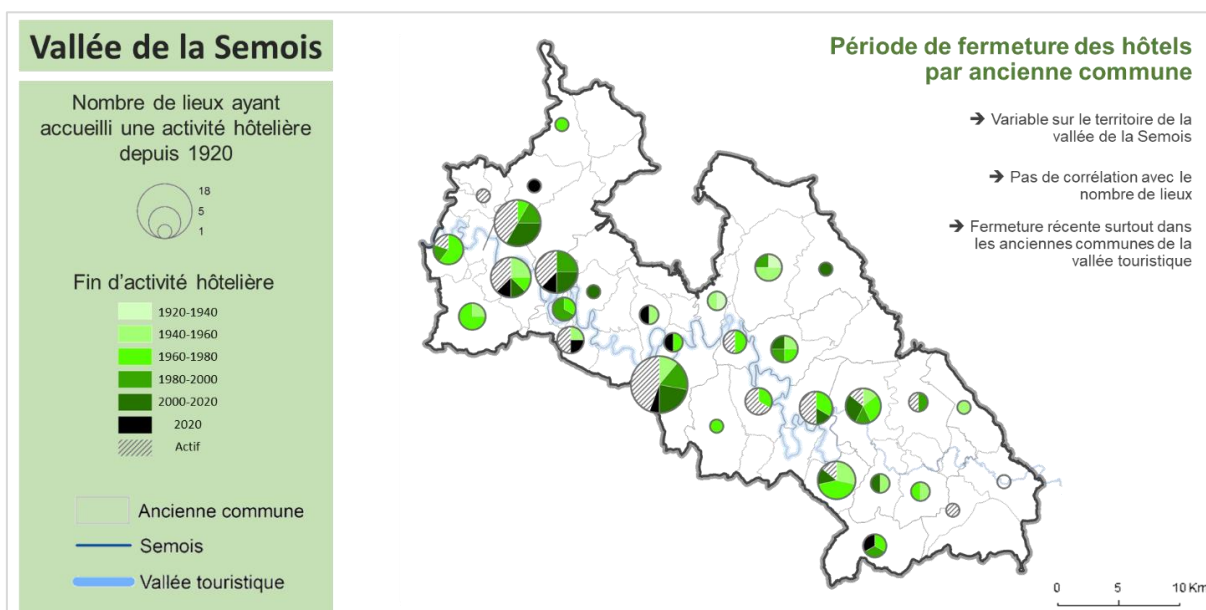 Vallée de la Semois
Nombre de lieux ayant
accueilli une activité hôtelière
depuis 1920
18
5
1
Fin d’activité hôtelière
1920-1940
1940-1960
1960-1980
1980-2000
2000-2020
2020
Actif
Ancienne commune
Semois
Vallée touristique
Période de fermeture des hôtels
par ancienne commune
➔ Variable sur le territoire de la
vallée de la Semois
➔ Pas de corrélation avec le
nombre de lieux
➔ Fermeture récente surtout dans
les anciennes communes de la
vallée touristique
0 5 10 Km